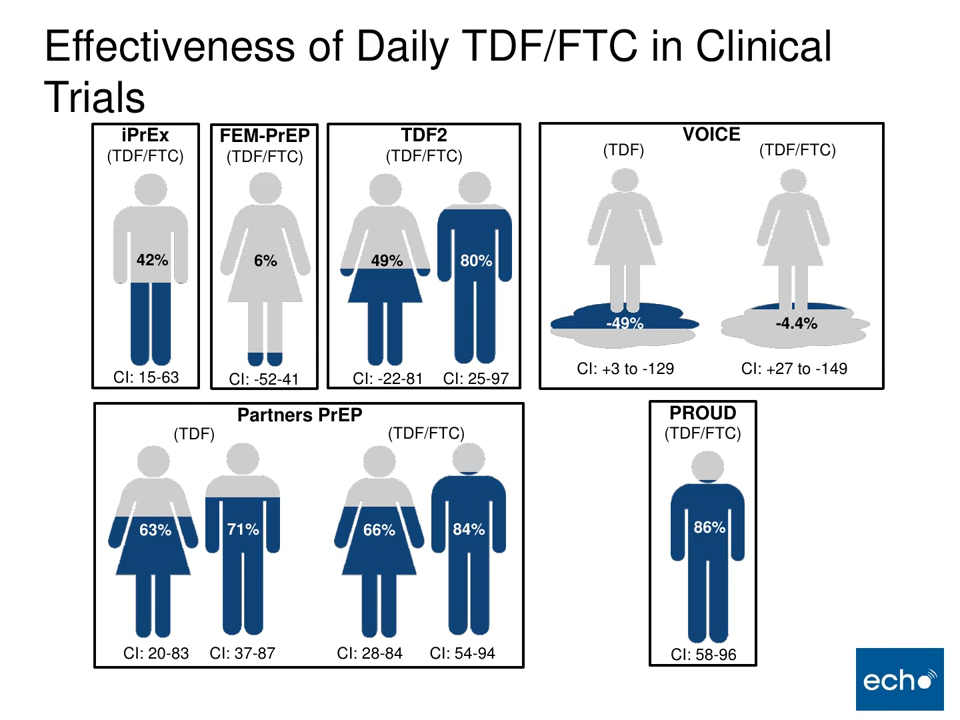 Effectiveness of Daily TDF/FTC in Clinical
Trials
iPrEx
(TDF/FTC)
42%
CI: 15-63
FEM-PrEP
(TDF/FTC)
6%
CI: -52-41
TDF2
(TDF/FTC)
49% 80%
CI: -22-81 CI: 25-97
VOICE
(TDF) (TDF/FTC)
-49% -4.4%
CI: +3 to -129 CI: +27 to -149
Partners PrEP
(TDF) (TDF/FTC)
63% 71% 66% 84%
CI: 20-83 CI: 37-87 CI: 28-84 CI: 54-94
PROUD
(TDF/FTC)
86%
CI: 58-96
echo